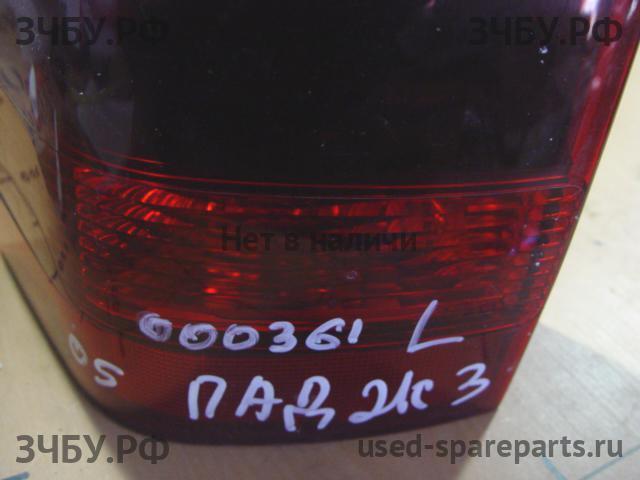 ЗЧБУ.РФ ЗЧБУ.РФ
Нет в наличи
000361 L
05
ПАДЖ 3
ЗЧБУ.РФ used-spareparts.ru